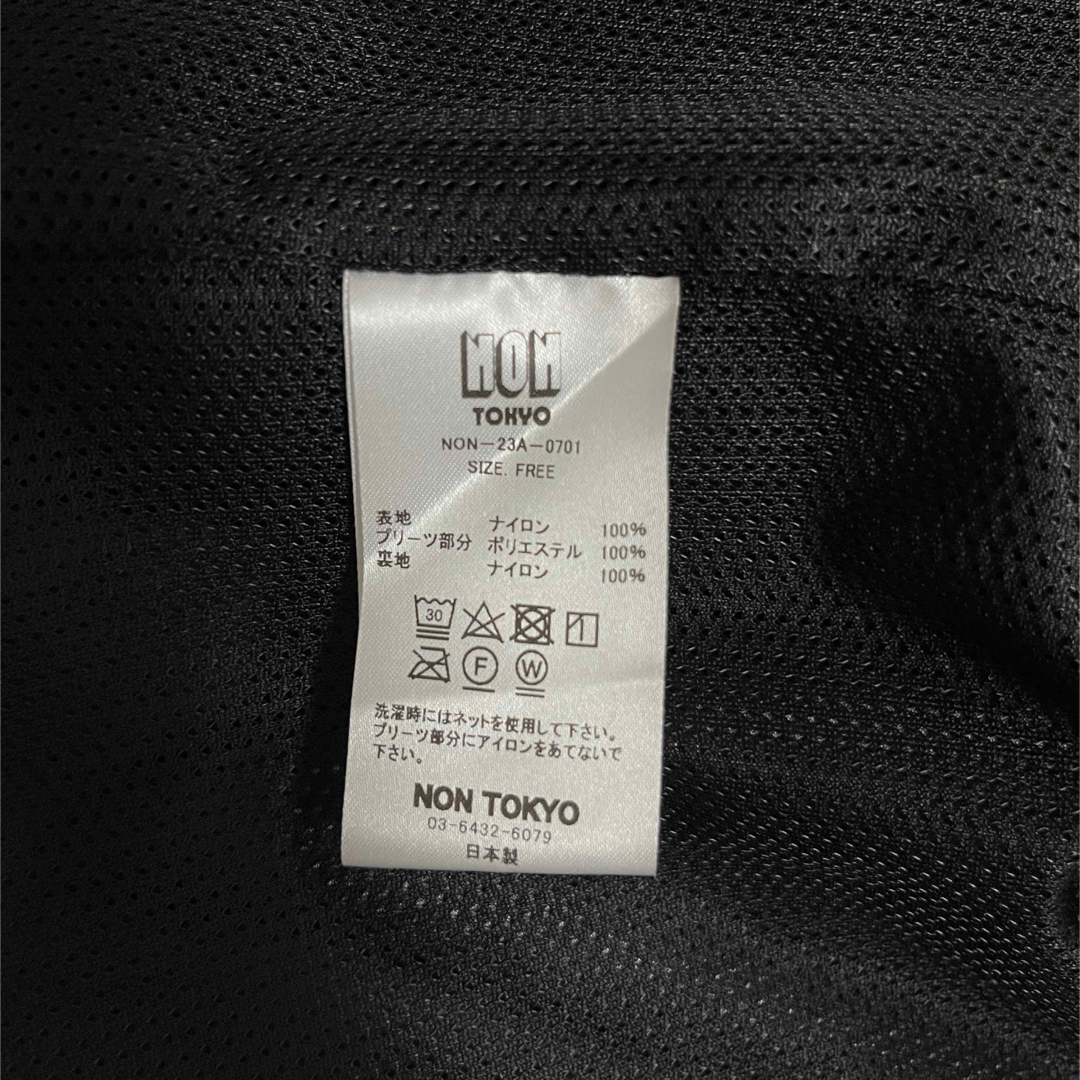 NON
TOKYO
NON-23A-0701
SIZE. FREE
表地 ナイロン 100%
プリーツ部分 ポリエステル 100%
裏地 ナイロン 100%
30
F W
洗濯時にはネットを使用して下さい。
プリーツ部分にアイロンをあてないで
下さい。
NON TOKYO
03-6432-6079
日本製